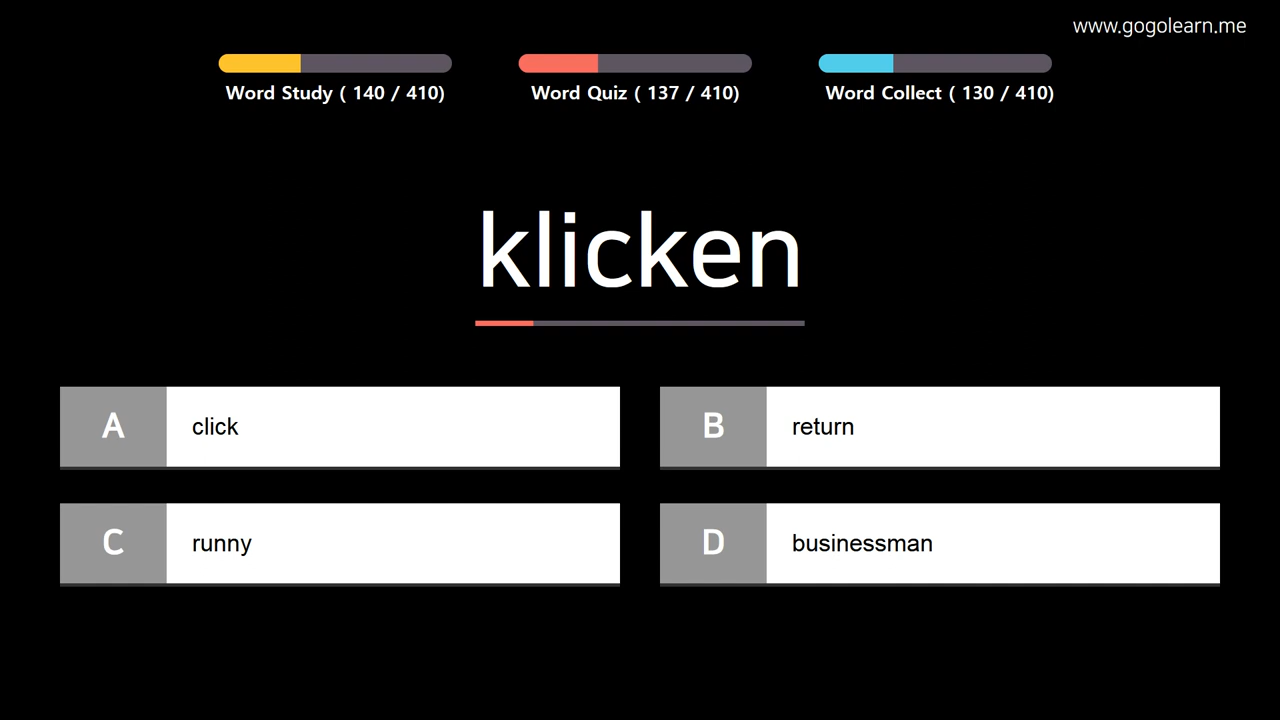 www.gogolearn.me
Word Study ( 140 / 410)
Word Quiz ( 137 / 410)
Word Collect ( 130 / 410)
klicken
A click
B return
C runny
D businessman